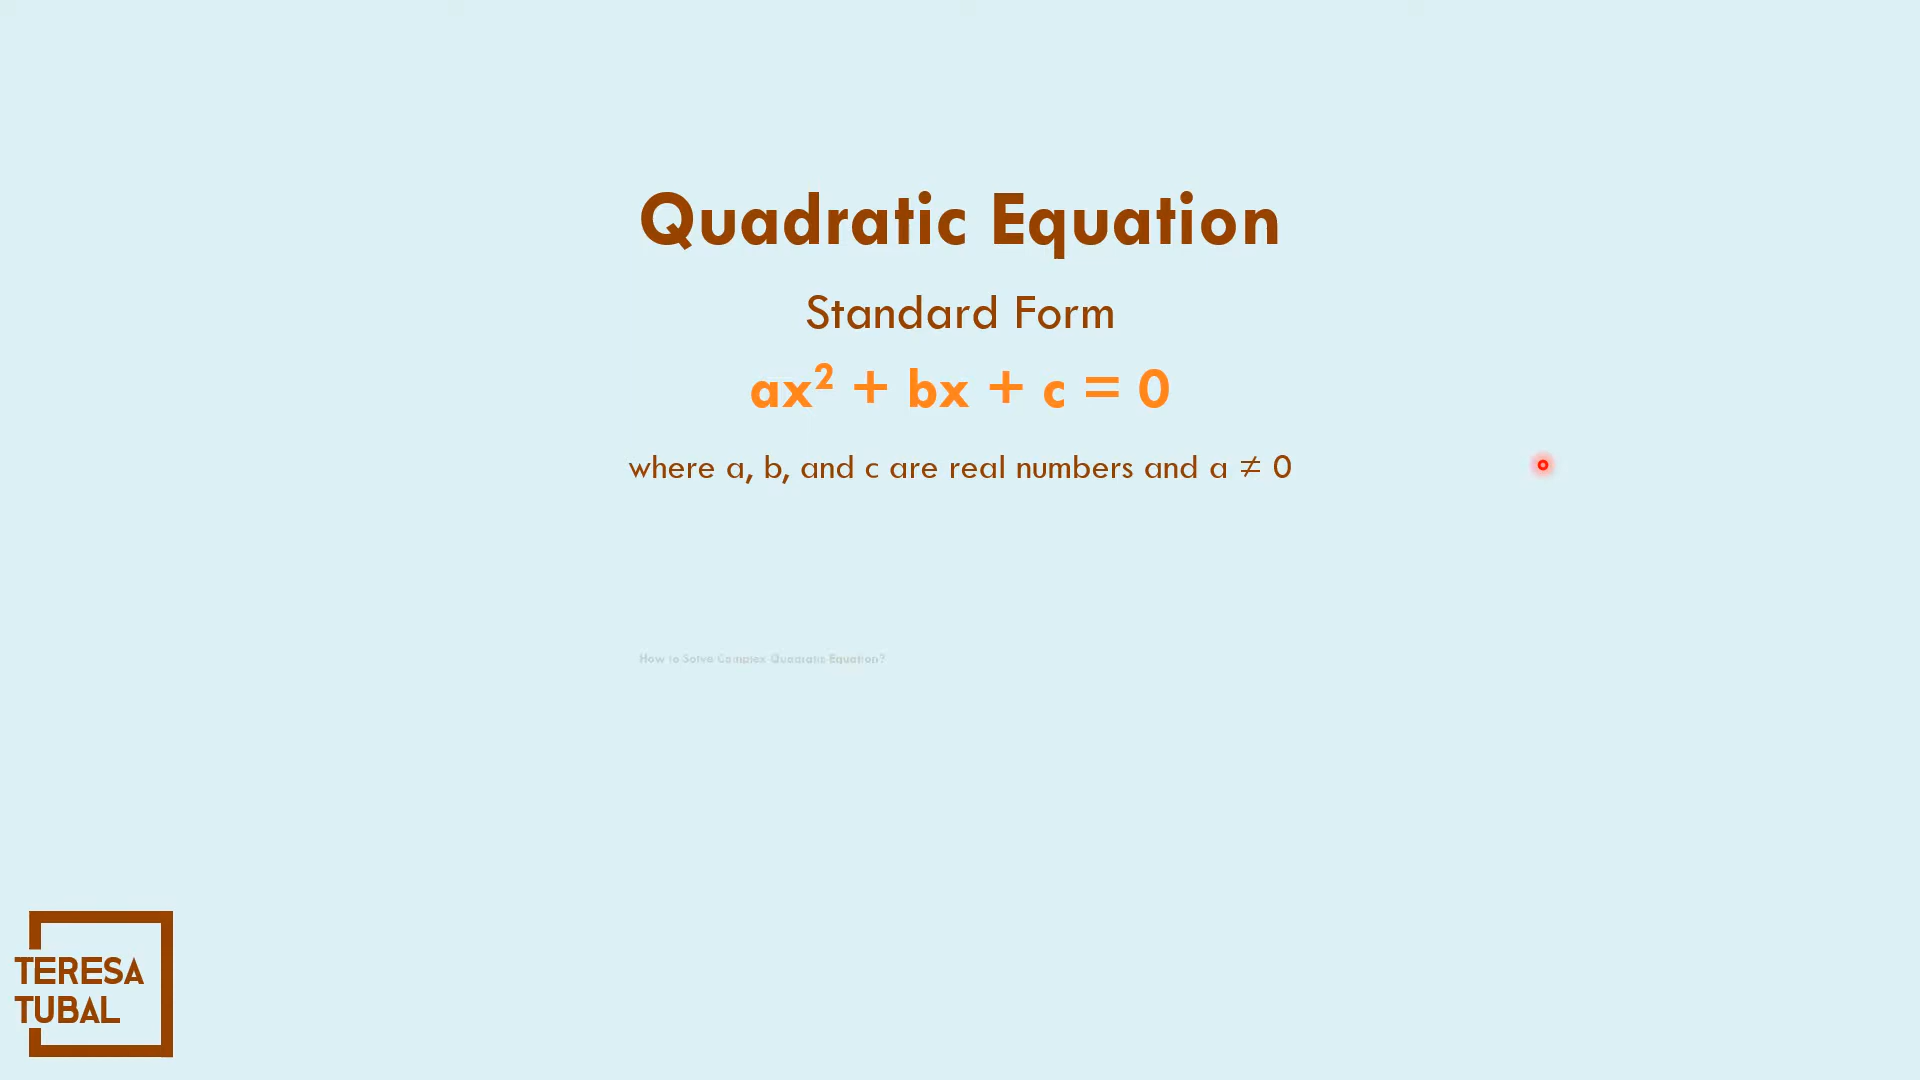 Quadratic Equation
Standard Form
ax² + bx + c = 0
where a, b, and c are real numbers and a ≠ 0
How to Solve Complex Quadratic Equation?
TERESA
TUBAL